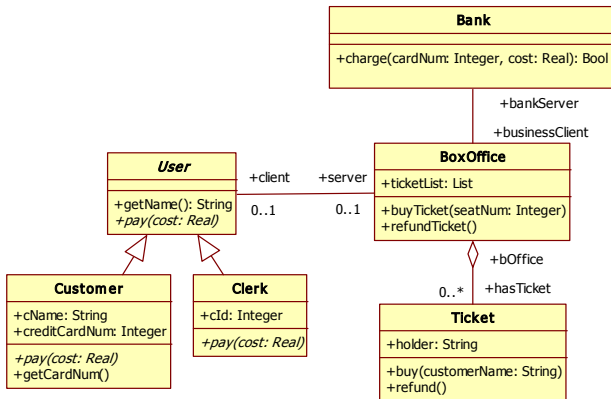 Bank
+charge(cardNum: Integer, cost: Real): Bool
+bankServer
+businessClient
User
+getName(): String
+pay(cost: Real)
+client
+server
0..1
0..1
BoxOffice
+ticketList: List
+buyTicket(seatNum: Integer)
+refundTicket()
+bOffice
0..*
+hasTicket
Customer
+cName: String
+creditCardNum: Integer
+pay(cost: Real)
+getCardNum()
Clerk
+cId: Integer
+pay(cost: Real)
Ticket
+holder: String
+buy(customerName: String)
+refund()